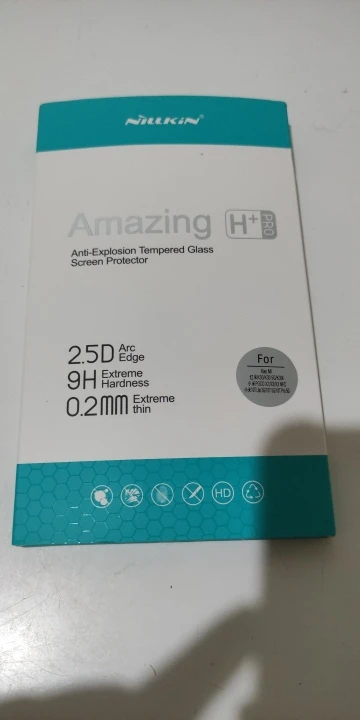 NILLKIN
Amazing H+ PRO
Anti-Explosion Tempered Glass
Screen Protector
2.5D Arc Edge
9H Extreme Hardness
0.2mm Extreme thin
For
HD